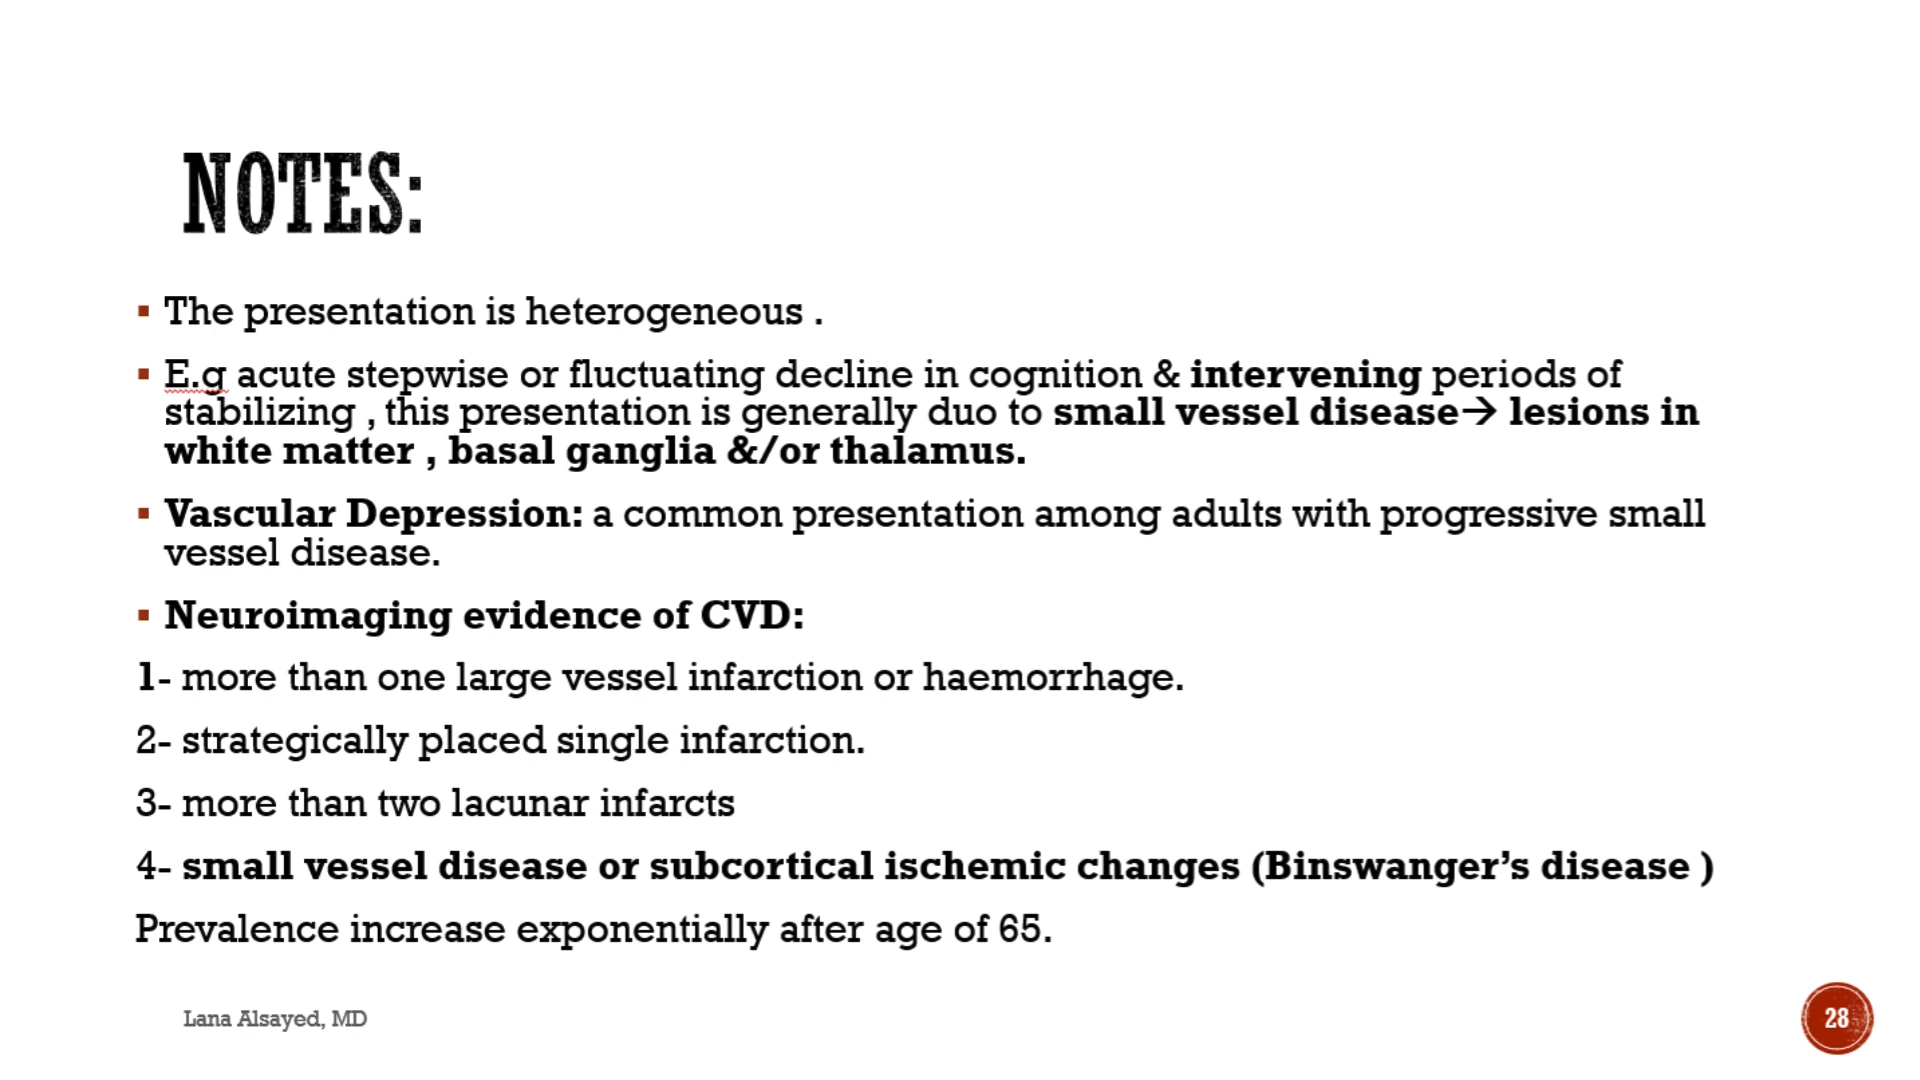 NOTES:
▪ The presentation is heterogeneous .
▪ E.g acute stepwise or fluctuating decline in cognition & intervening periods of
stabilizing , this presentation is generally duo to small vessel disease→ lesions in
white matter , basal ganglia &/or thalamus.
▪ Vascular Depression: a common presentation among adults with progressive small
vessel disease.
▪ Neuroimaging evidence of CVD:
1- more than one large vessel infarction or haemorrhage.
2- strategically placed single infarction.
3- more than two lacunar infarcts
4- small vessel disease or subcortical ischemic changes (Binswanger’s disease )
Prevalence increase exponentially after age of 65.
Lana Alsayed, MD
28